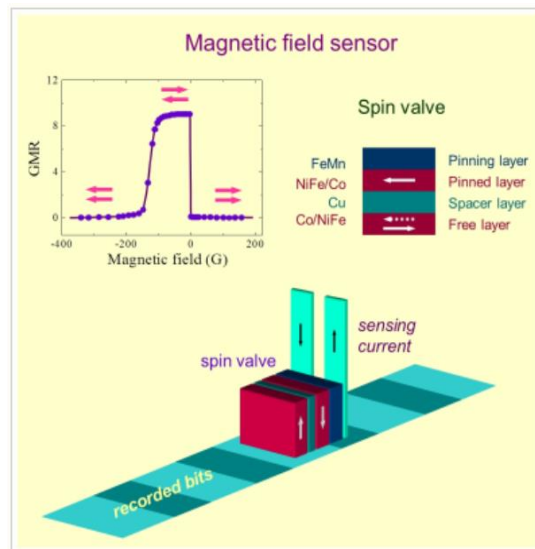 Magnetic field sensor
12
8
4
0
GMR
-400
-200
0
200
Magnetic field (G)
Spin valve
FeMn
Pinning layer
NiFe/Co
Pinned layer
Cu
Spacer layer
Co/NiFe
Free layer
sensing
current
spin valve
recorded bits